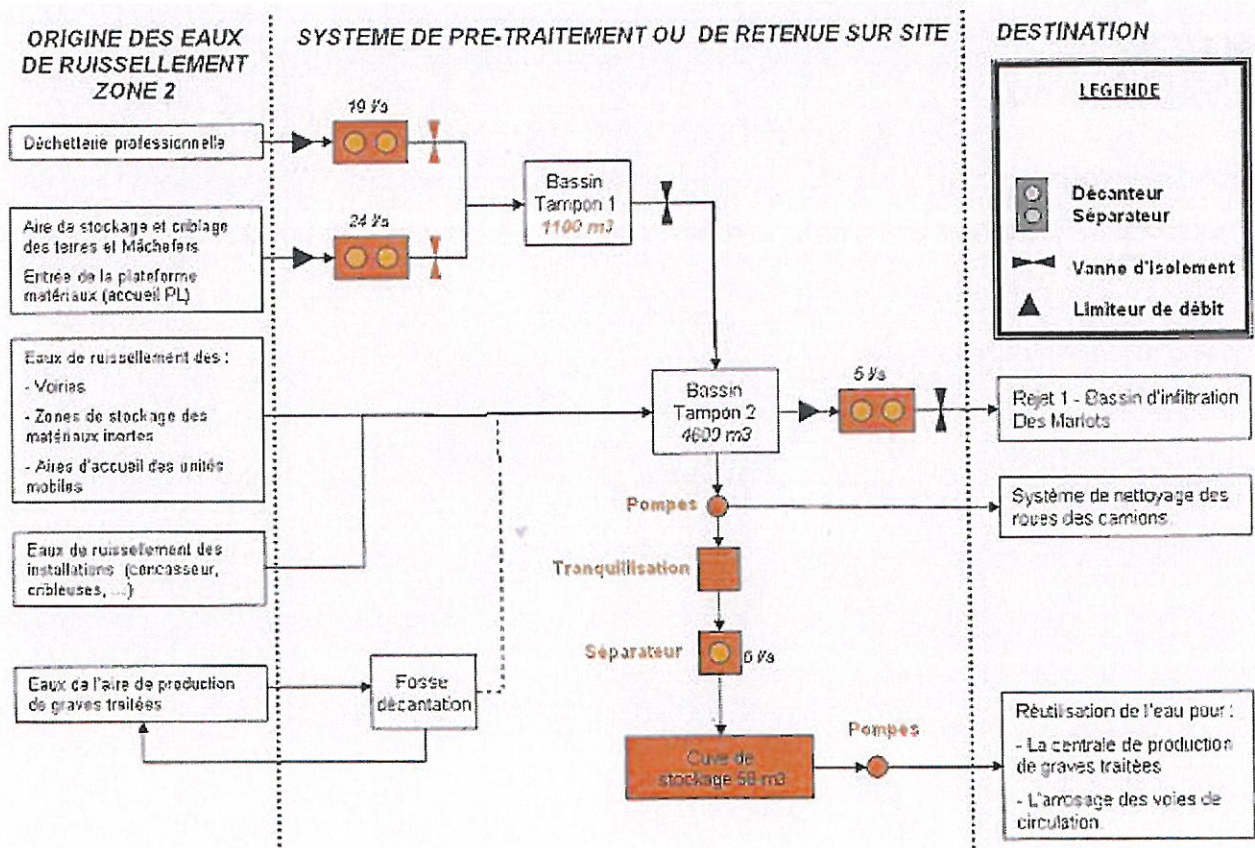 ORIGINE DES EAUX
DE RUISSELLEMENT
ZONE 2
SYSTEME DE PRE-TRAITEMENT OU DE RETENUE SUR SITE
DESTINATION
LEGENDE
Décanteur
Séparateur
Vanne d'isolement
Limiteur de débit
Déchetterie professionnelle
19 l/s
Aire de stockage et criblage
des terres et Mâchefers
Entrée de la plateforme
matériaux (accueil PL)
24 l/s
Bassin
Tampon 1
1100 m3
Eaux de ruissellement des :
- Voiries
- Zones de stockage des
matériaux inertes
- Aires d'accueil des unités
mobiles
Bassin
Tampon 2
4600 m3
5 l/s
Rejet 1 - Bassin d'infiltration
Des Marlots
Pompes
Système de nettoyage des
roues des camions.
Eaux de ruissellement des
installations (concasseur,
cribleuses, ...)
Tranquilisation
Séparateur
l/s
Eaux de l'aire de production
de graves traitées
Fosse
décantation
Cuve de
stockage 58 m3
Pompes
Réutilisation de l'eau pour :
- La centrale de production
de graves traitées
- L'arrosage des voies de
circulation.